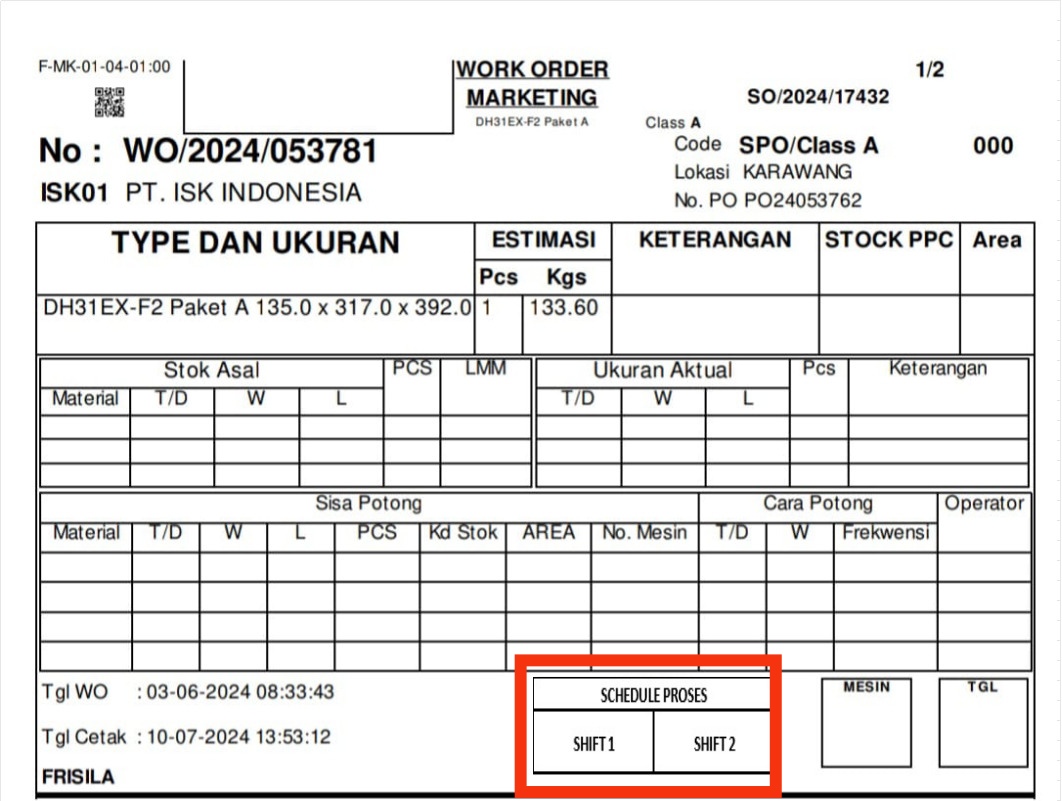 F-MK-01-04-01:00
WORK ORDER
MARKETING
DH31EX-F2 Paket A
1/2
SO/2024/17432
Class A
Code SPO/Class A 000
Lokasi KARAWANG
No. PO PO24053762
No : WO/2024/053781
ISK01 PT. ISK INDONESIA
TYPE DAN UKURAN ESTIMASI KETERANGAN STOCK PPC Area
Pcs Kgs
DH31EX-F2 Paket A 135.0 x 317.0 x 392.0 1 133.60
Stok Asal PCS LMM Ukuran Aktual Pcs Keterangan
Material T/D W L T/D W L
Sisa Potong Cara Potong Operator
Material T/D W L PCS Kd Stok AREA No. Mesin T/D W Frekwensi
Tgl WO : 03-06-2024 08:33:43
Tgl Cetak : 10-07-2024 13:53:12
FRISILA
SCHEDULE PROSES
SHIFT 1 SHIFT 2
MESIN TGL